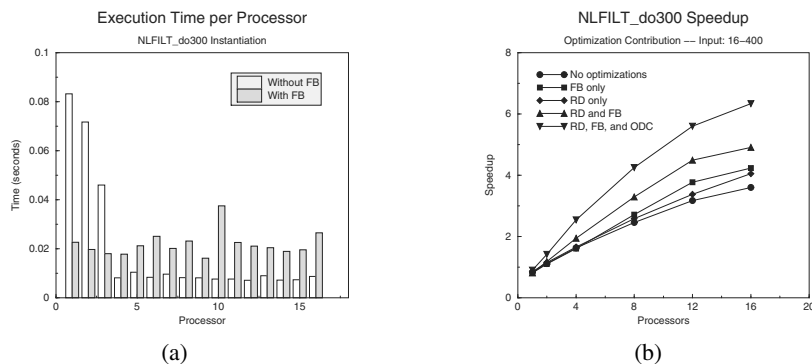 Execution Time per Processor
NLFILT_do300 Instantiation
Without FB
With FB
0.1
0.08
0.06
0.04
0.02
0
Time (seconds)
0
5
10
15
Processor
(a)
NLFILT_do300 Speedup
Optimization Contribution −− Input: 16−400
No optimizations
FB only
RD only
RD and FB
RD, FB, and ODC
8
6
4
2
0
Speedup
0
4
8
12
16
20
Processors
(b)